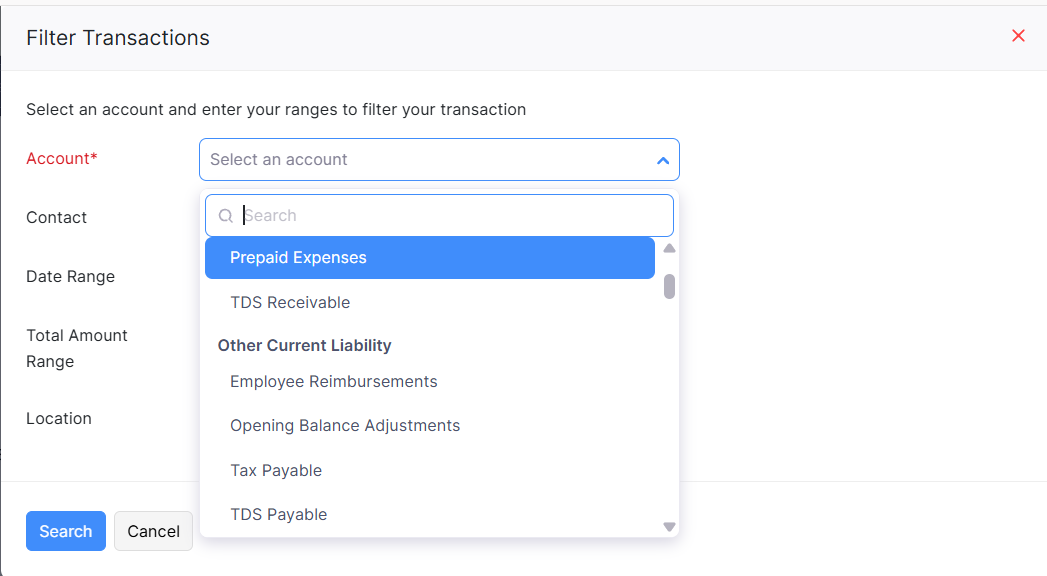 Filter Transactions
Select an account and enter your ranges to filter your transaction
Account*
Select an account
Search
Contact
Prepaid Expenses
Date Range
TDS Receivable
Total Amount
Range
Other Current Liability
Employee Reimbursements
Location
Opening Balance Adjustments
Tax Payable
TDS Payable
Search
Cancel